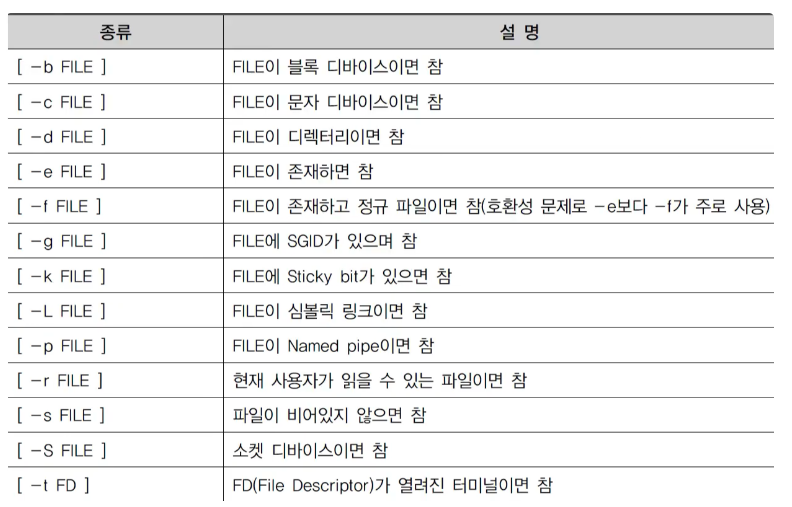 종류 설 명
[ -b FILE ] FILE이 블록 디바이스이면 참
[ -c FILE ] FILE이 문자 디바이스이면 참
[ -d FILE ] FILE이 디렉터리이면 참
[ -e FILE ] FILE이 존재하면 참
[ -f FILE ] FILE이 존재하고 정규 파일이면 참(호환성 문제로 -e보다 -f가 주로 사용)
[ -g FILE ] FILE에 SGID가 있으며 참
[ -k FILE ] FILE에 Sticky bit가 있으면 참
[ -L FILE ] FILE이 심볼릭 링크이면 참
[ -p FILE ] FILE이 Named pipe이면 참
[ -r FILE ] 현재 사용자가 읽을 수 있는 파일이면 참
[ -s FILE ] 파일이 비어있지 않으면 참
[ -S FILE ] 소켓 디바이스이면 참
[ -t FD ] FD(File Descriptor)가 열려진 터미널이면 참